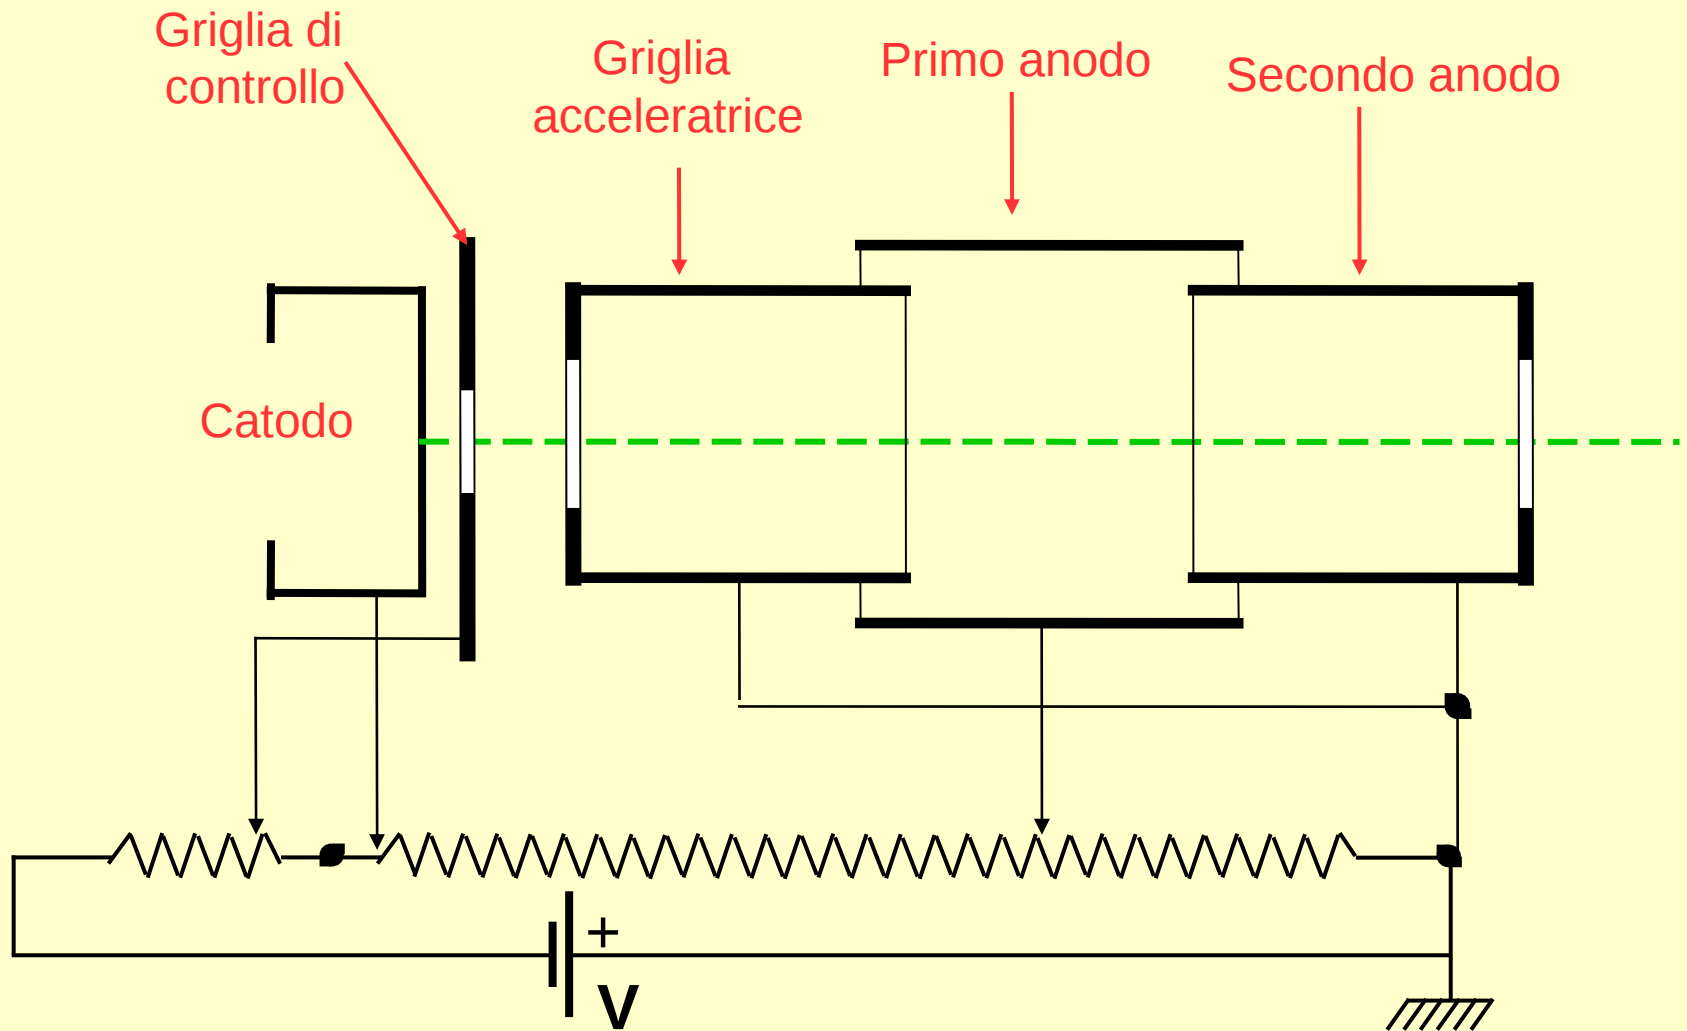 Griglia di
controllo
Griglia
acceleratrice
Primo anodo
Secondo anodo
Catodo
+
V